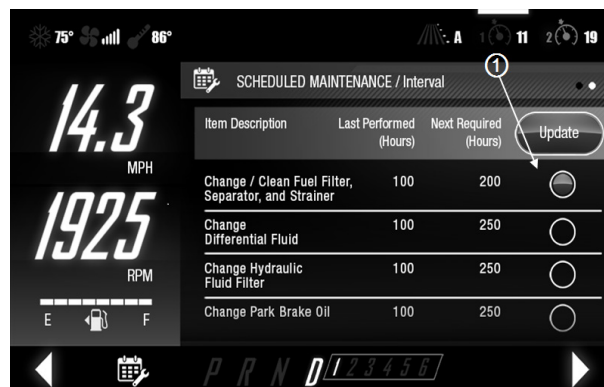 75° 86° A 1 11 2 19
1
SCHEDULED MAINTENANCE / Interval
14.3
MPH
1925
RPM
E F
Item Description Last Performed (Hours) Next Required (Hours) Update
Change / Clean Fuel Filter, 100 200
Separator, and Strainer
Change 100 250
Differential Fluid
Change Hydraulic 100 250
Fluid Filter
Change Park Brake Oil 100 250
P R N D 1 2 3 4 5 6